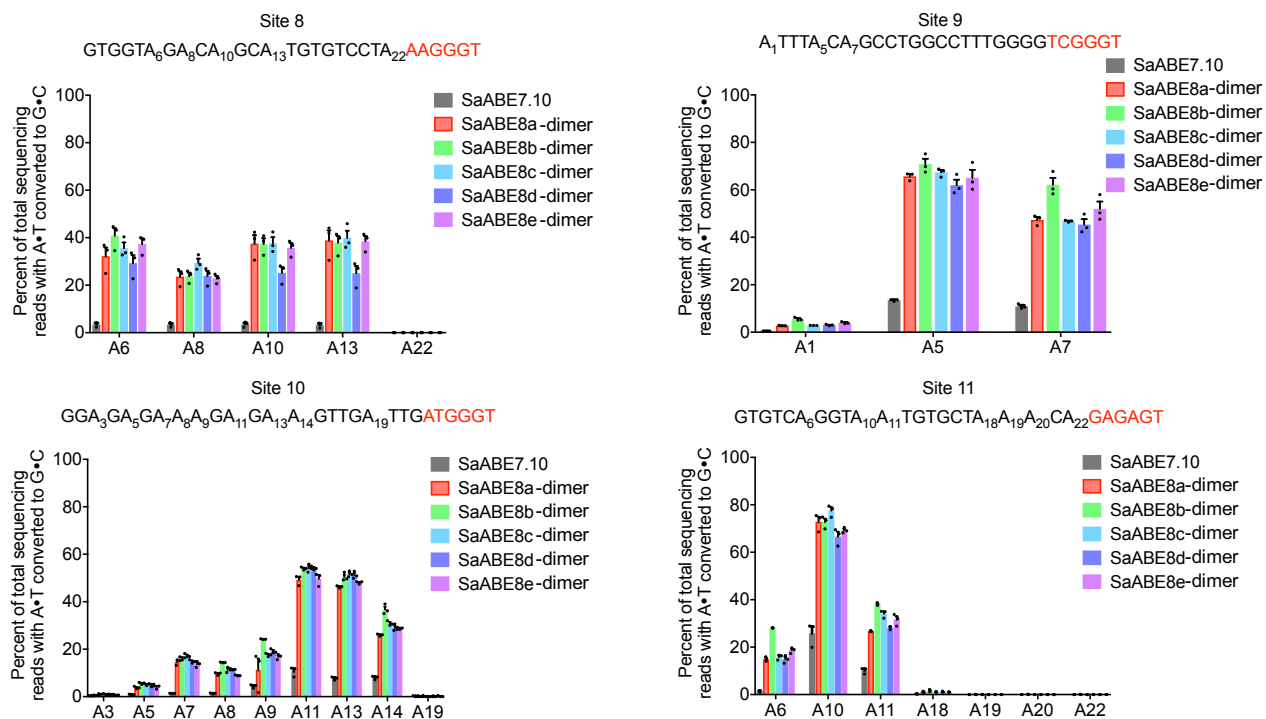 Site 8
GTGGTA6GA8CA10GCA13TGTGTCCTA22AAGGGT
Percent of total sequencing
reads with A•T converted to G•C
100
80
60
40
20
0
A6 A8 A10 A13 A22
SaABE7.10
SaABE8a-dimer
SaABE8b-dimer
SaABE8c-dimer
SaABE8d-dimer
SaABE8e-dimer
Site 9
A1TTTA5CA7GCCTGGCCTTTGGGGTCGGGT
Percent of total sequencing
reads with A•T converted to G•C
100
80
60
40
20
0
A1 A5 A7
SaABE7.10
SaABE8a-dimer
SaABE8b-dimer
SaABE8c-dimer
SaABE8d-dimer
SaABE8e-dimer
Site 10
GGA3GA5GA7A8A9GA11GA13A14GTTGA19TTGATGGGT
Percent of total sequencing
reads with A•T converted to G•C
100
80
60
40
20
0
A3 A5 A7 A8 A9 A11 A13 A14 A19
SaABE7.10
SaABE8a-dimer
SaABE8b-dimer
SaABE8c-dimer
SaABE8d-dimer
SaABE8e-dimer
Site 11
GTGTCA6GGTA10A11TGTGCTA18A19A20CA22GAGAGT
Percent of total sequencing
reads with A•T converted to G•C
100
80
60
40
20
0
A6 A10 A11 A18 A19 A20 A22
SaABE7.10
SaABE8a-dimer
SaABE8b-dimer
SaABE8c-dimer
SaABE8d-dimer
SaABE8e-dimer